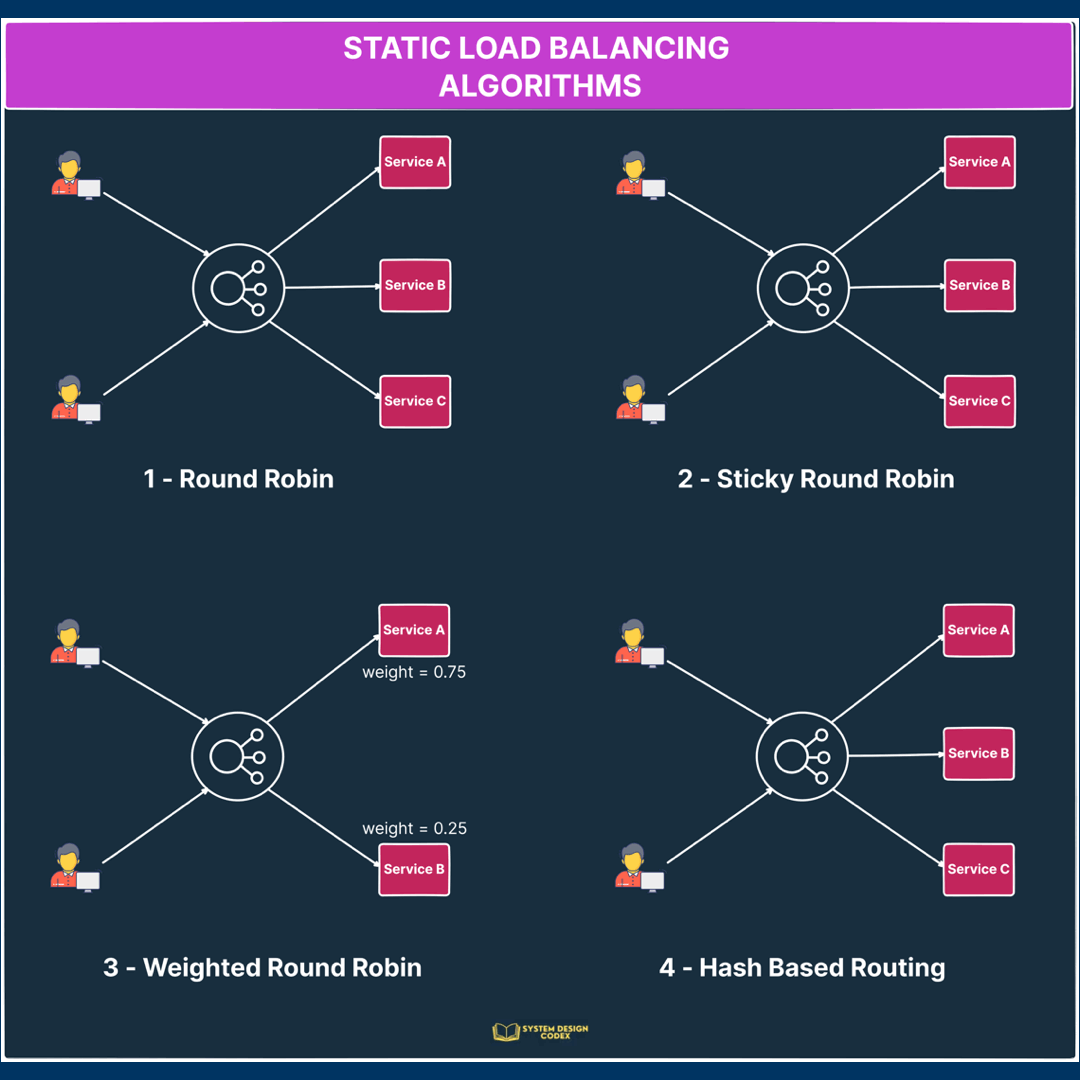 STATIC LOAD BALANCING
ALGORITHMS
Service A
Service B
Service C
1 - Round Robin
Service A
Service B
Service C
2 - Sticky Round Robin
Service A
weight = 0.75
weight = 0.25
Service B
3 - Weighted Round Robin
Service A
Service B
Service C
4 - Hash Based Routing
SYSTEM DESIGN
CODEX